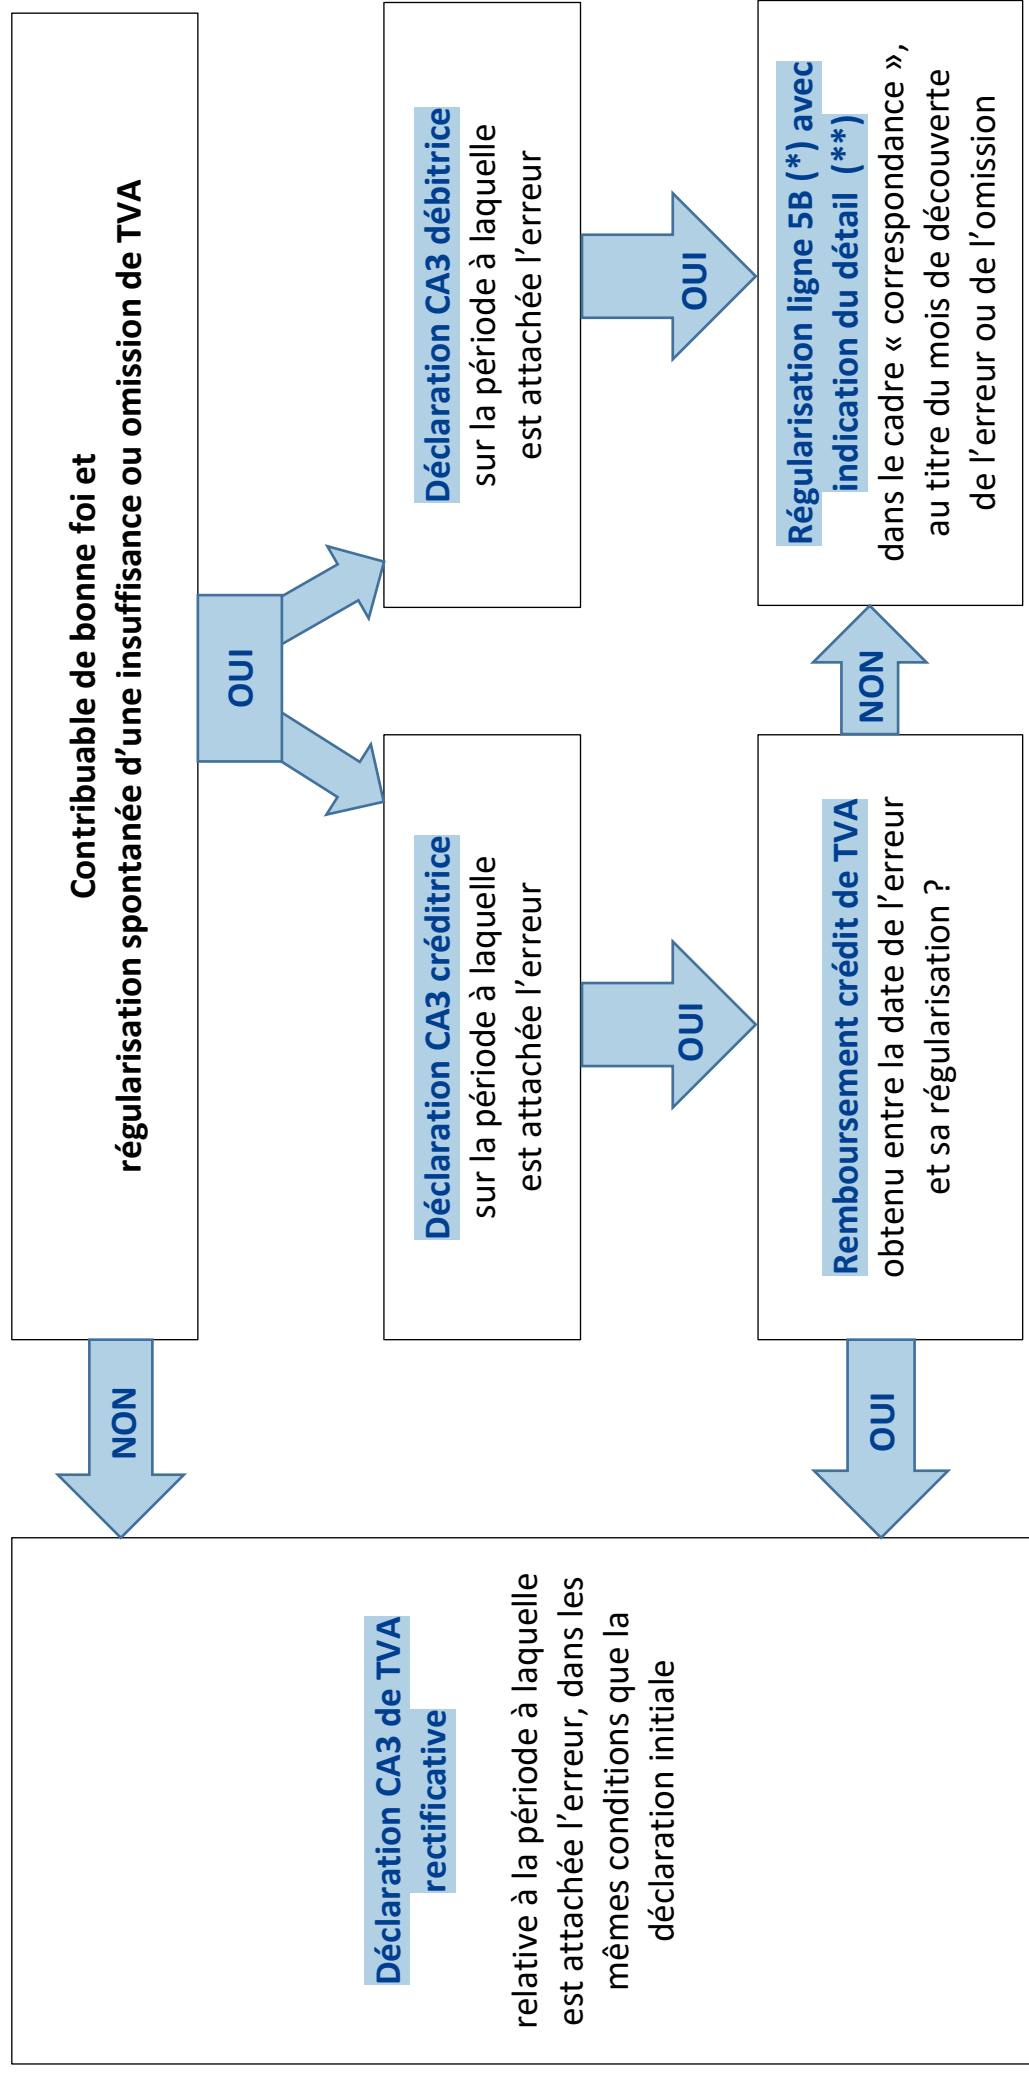 Contribuable de bonne foi et
régularisation spontanée d'une insuffisance ou omission de TVA
NON
OUI
Déclaration CA3 de TVA
rectificative
relative à la période à laquelle
est attachée l'erreur, dans les
mêmes conditions que la
déclaration initiale
Déclaration CA3 créditrice
sur la période à laquelle
est attachée l'erreur
Déclaration CA3 débitrice
sur la période à laquelle
est attachée l'erreur
OUI
OUI
OUI
Remboursement crédit de TVA
obtenu entre la date de l'erreur
et sa régularisation ?
NON
Régularisation ligne 5B (*) avec
indication du détail (**)
dans le cadre « correspondance »,
au titre du mois de découverte
de l'erreur ou de l'omission